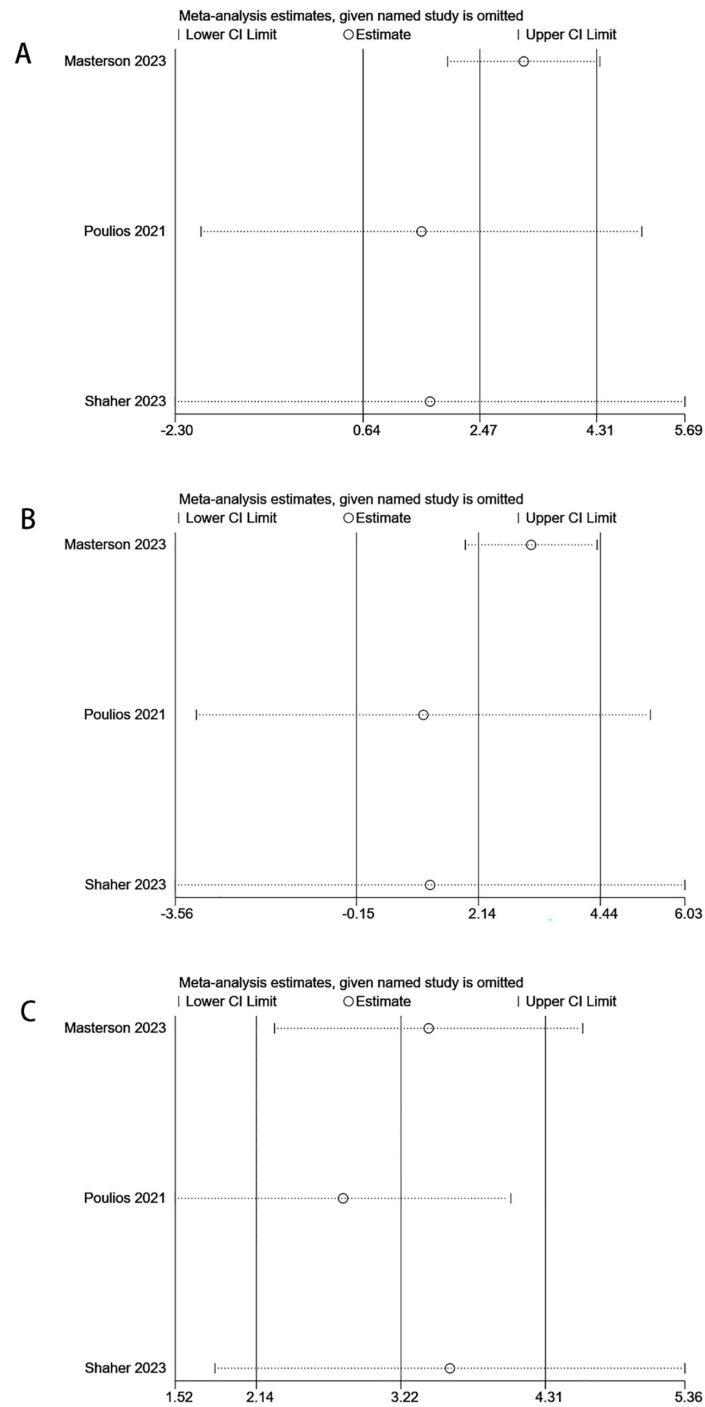 Meta-analysis estimates, given named study is omitted
| Lower CI Limit ○Estimate | Upper CI Limit
A
Masterson 2023
Poulios 2021
Shaher 2023
-2.30 0.64 2.47 4.31 5.69
Meta-analysis estimates, given named study is omitted
| Lower CI Limit ○Estimate | Upper CI Limit
B
Masterson 2023
Poulios 2021
Shaher 2023
-3.56 -0.15 2.14 4.44 6.03
Meta-analysis estimates, given named study is omitted
| Lower CI Limit ○Estimate | Upper CI Limit
C
Masterson 2023
Poulios 2021
Shaher 2023
1.52 2.14 3.22 4.31 5.36